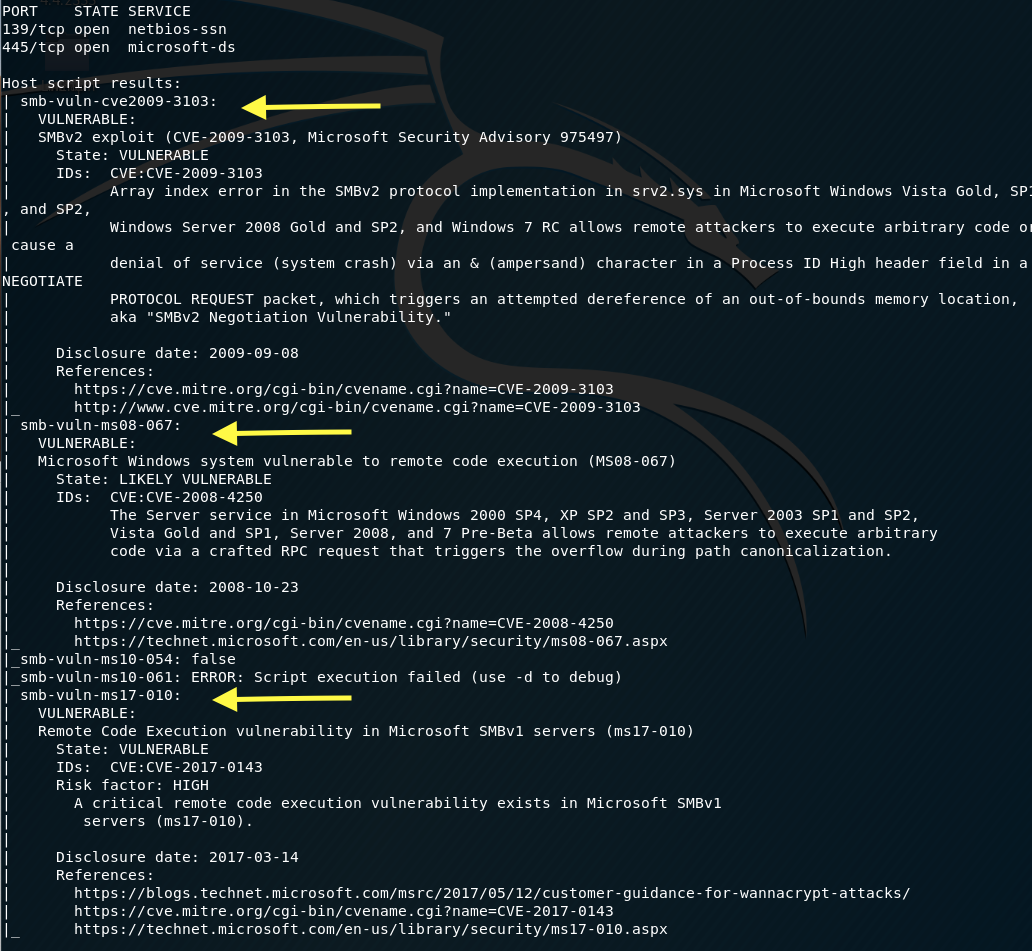 PORT    STATE SERVICE
139/tcp open  netbios-ssn
445/tcp open  microsoft-ds

Host script results:
| smb-vuln-cve2009-3103:
|   VULNERABLE:
|   SMBv2 exploit (CVE-2009-3103, Microsoft Security Advisory 975497)
|     State: VULNERABLE
|     IDs:  CVE:CVE-2009-3103
|           Array index error in the SMBv2 protocol implementation in srv2.sys in Microsoft Windows Vista Gold, SP1
, and SP2,
|           Windows Server 2008 Gold and SP2, and Windows 7 RC allows remote attackers to execute arbitrary code or
 cause a
|           denial of service (system crash) via an & (ampersand) character in a Process ID High header field in a
NEGOTIATE
|           PROTOCOL REQUEST packet, which triggers an attempted dereference of an out-of-bounds memory location,
|           aka "SMBv2 Negotiation Vulnerability."
|
|     Disclosure date: 2009-09-08
|     References:
|       https://cve.mitre.org/cgi-bin/cvename.cgi?name=CVE-2009-3103
|_      http://www.cve.mitre.org/cgi-bin/cvename.cgi?name=CVE-2009-3103
| smb-vuln-ms08-067:
|   VULNERABLE:
|   Microsoft Windows system vulnerable to remote code execution (MS08-067)
|     State: LIKELY VULNERABLE
|     IDs:  CVE:CVE-2008-4250
|           The Server service in Microsoft Windows 2000 SP4, XP SP2 and SP3, Server 2003 SP1 and SP2,
|           Vista Gold and SP1, Server 2008, and 7 Pre-Beta allows remote attackers to execute arbitrary
|           code via a crafted RPC request that triggers the overflow during path canonicalization.
|
|     Disclosure date: 2008-10-23
|     References:
|       https://cve.mitre.org/cgi-bin/cvename.cgi?name=CVE-2008-4250
|_      https://technet.microsoft.com/en-us/library/security/ms08-067.aspx
|_smb-vuln-ms10-054: false
|_smb-vuln-ms10-061: ERROR: Script execution failed (use -d to debug)
| smb-vuln-ms17-010:
|   VULNERABLE:
|   Remote Code Execution vulnerability in Microsoft SMBv1 servers (ms17-010)
|     State: VULNERABLE
|     IDs:  CVE:CVE-2017-0143
|     Risk factor: HIGH
|       A critical remote code execution vulnerability exists in Microsoft SMBv1
|        servers (ms17-010).
|
|     Disclosure date: 2017-03-14
|     References:
|       https://blogs.technet.microsoft.com/msrc/2017/05/12/customer-guidance-for-wannacrypt-attacks/
|       https://cve.mitre.org/cgi-bin/cvename.cgi?name=CVE-2017-0143
|_      https://technet.microsoft.com/en-us/library/security/ms17-010.aspx